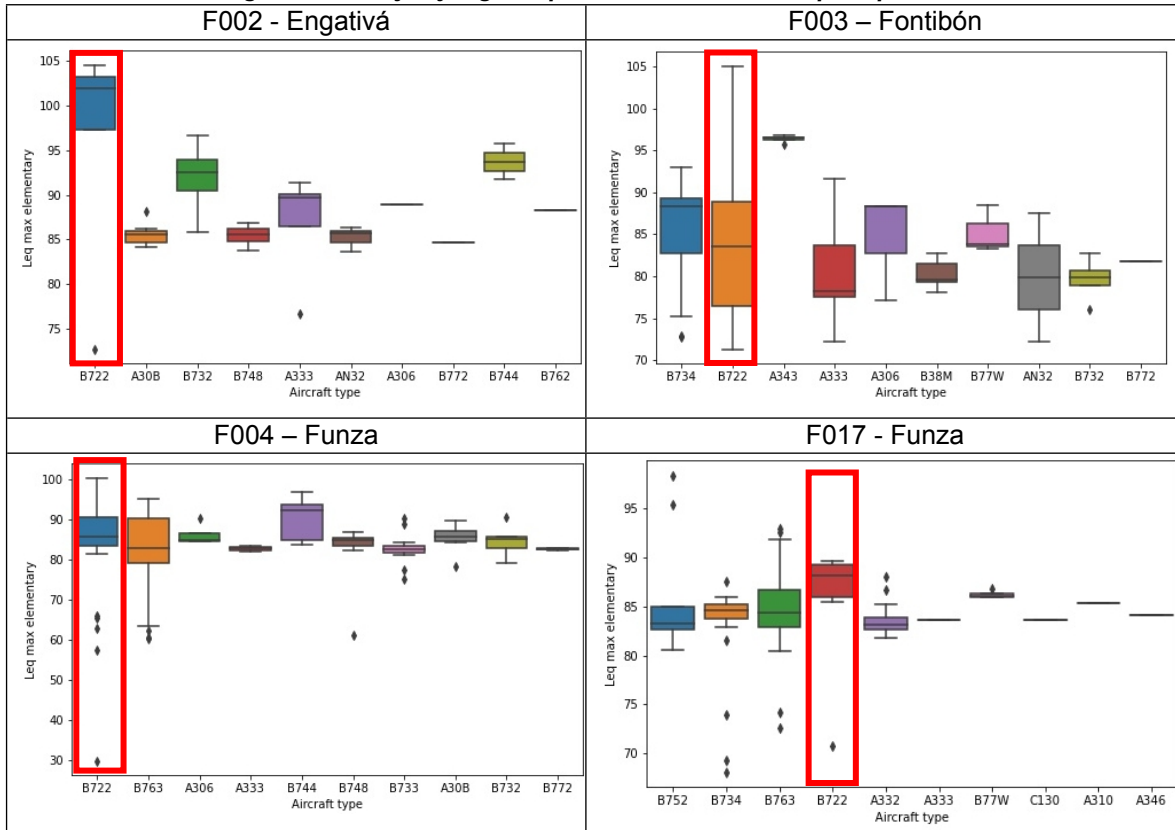 F002 - Engativá
F003 – Fontibón
105
100
95
90
85
80
75
Leq max elementary
B722 A30B B732 B748 A333 AN32 A306 B772 B744 B762
Aircraft type
105
100
95
90
85
80
75
70
Leq max elementary
B734 B722 A343 A333 A306 B38M B77W AN32 B732 B772
Aircraft type
F004 – Funza
F017 - Funza
100
90
80
70
60
50
40
30
Leq max elementary
B722 B763 A306 A333 B744 B748 B733 A30B B732 B772
Aircraft type
95
90
85
80
75
70
Leq max elementary
B752 B734 B763 B722 A332 A333 B77W C130 A310 A346
Aircraft type